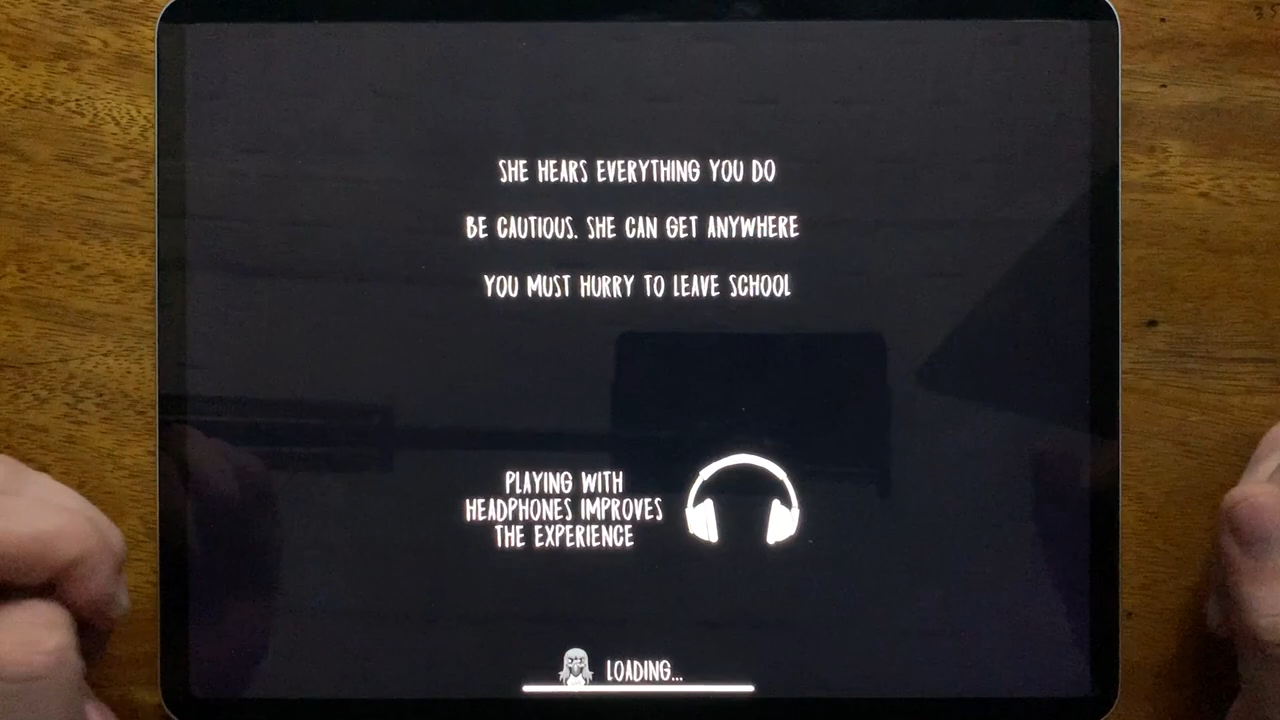 SHE HEARS EVERYTHING YOU DO
BE CAUTIOUS. SHE CAN GET ANYWHERE
YOU MUST HURRY TO LEAVE SCHOOL
PLAYING WITH
HEADPHONES IMPROVES
THE EXPERIENCE
LOADING...